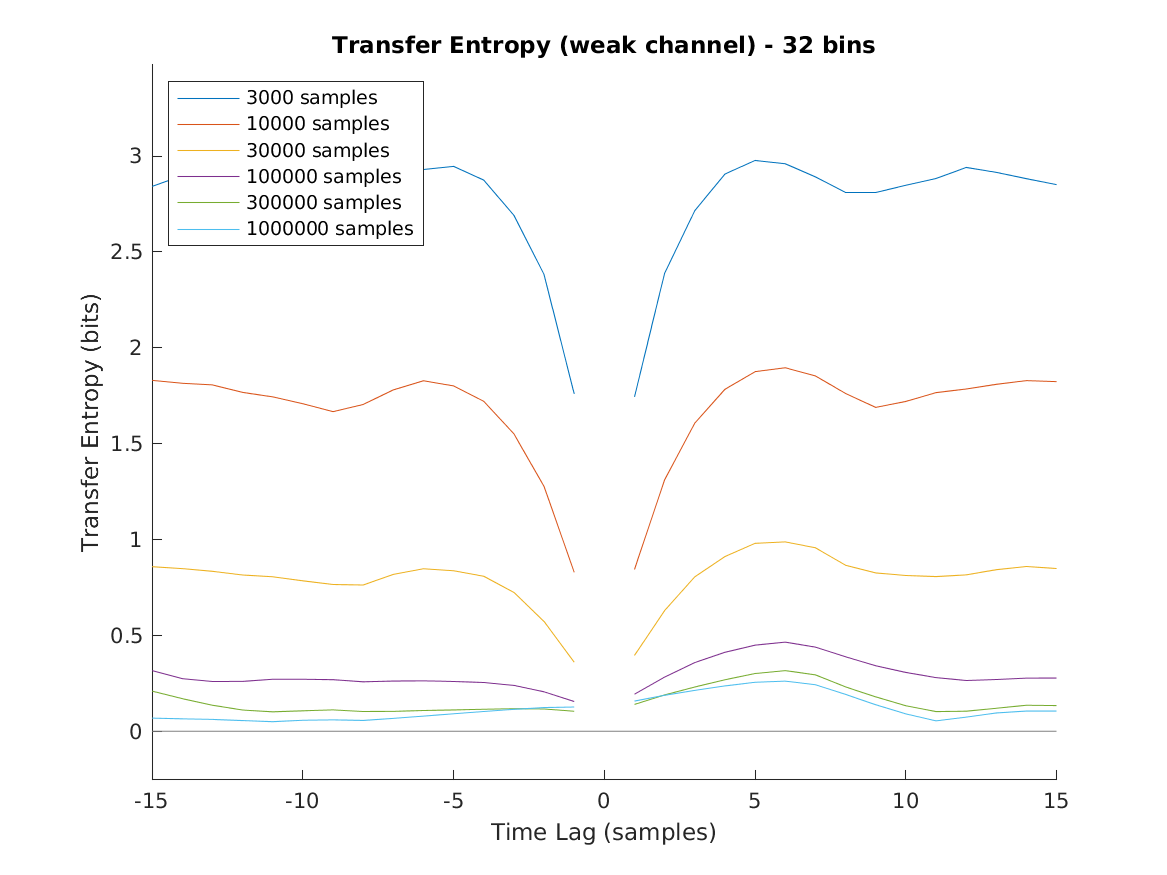 Transfer Entropy (weak channel) - 32 bins
3000 samples
10000 samples
30000 samples
100000 samples
300000 samples
1000000 samples
3
2.5
2
1.5
1
0.5
0
Transfer Entropy (bits)
-15 -10 -5 0 5 10 15
Time Lag (samples)